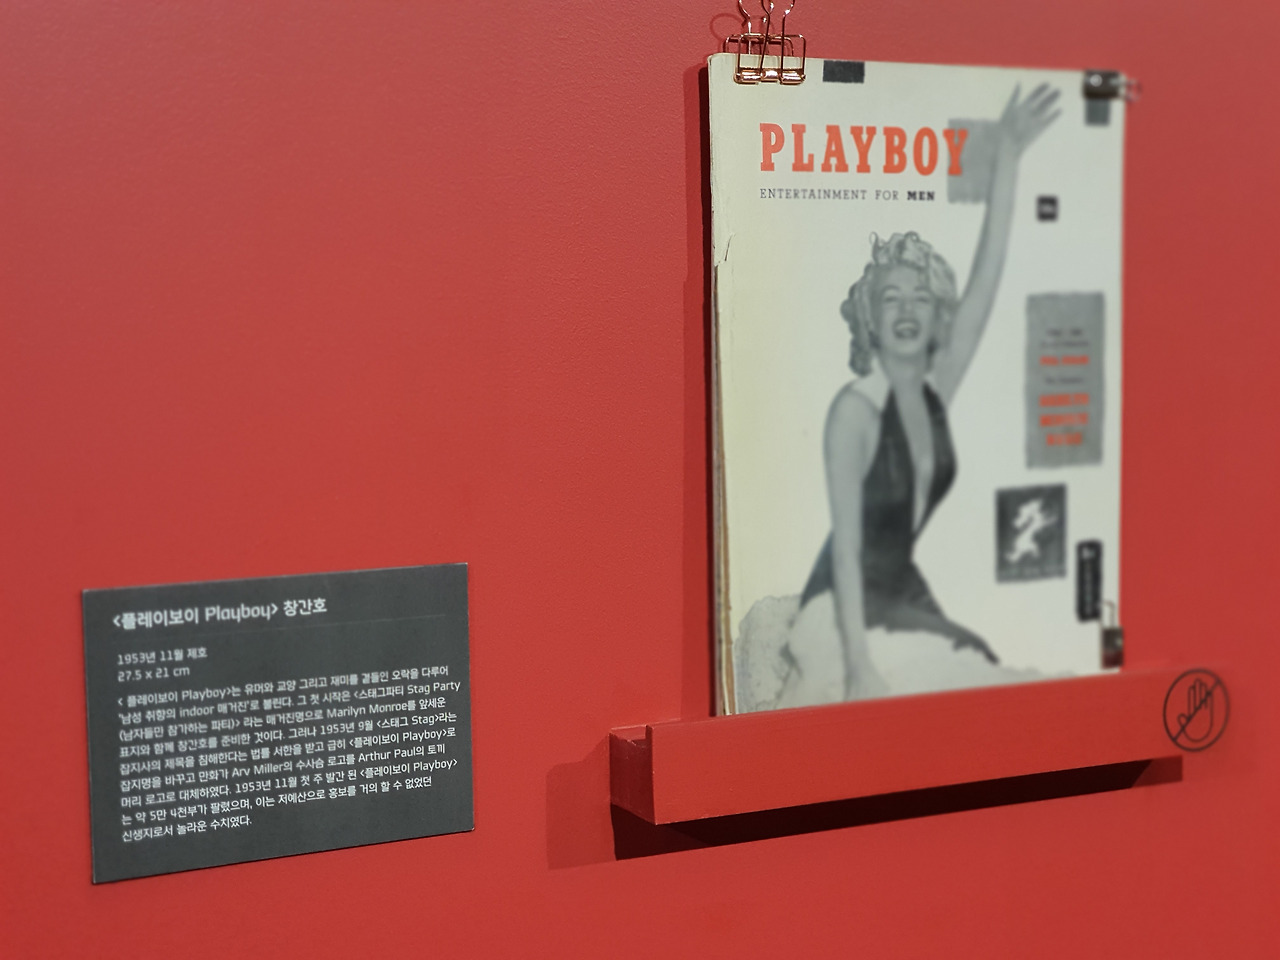 <플레이보이 Playboy> 창간호
1953년 11월 제호
27.5 x 21 cm
< 플레이보이 Playboy>는 유머와 교양 그리고 재미를 곁들인 오락을 다루어
'남성 취향의 indoor 매거진'로 불린다. 그 첫 시작은 <스태그파티 Stag Party
(남자들만 참가하는 파티)> 라는 매거진명으로 Marilyn Monroe를 앞세운
표지와 함께 창간호를 준비한 것이다. 그러나 1953년 9월 <스태그 Stag>라는
잡지사의 제목을 침해한다는 법률 서한을 받고 급히 <플레이보이 Playboy>로
잡지명을 바꾸고 만화가 Arv Miller의 수사슴 로고를 Arthur Paul의 토끼
머리 로고로 대체하였다. 1953년 11월 첫 주 발간 된 <플레이보이 Playboy>
는 약 5만 4천부가 팔렸으며, 이는 저예산으로 홍보를 거의 할 수 없었던
신생지로서 놀라운 수치였다.
PLAYBOY
ENTERTAINMENT FOR MEN